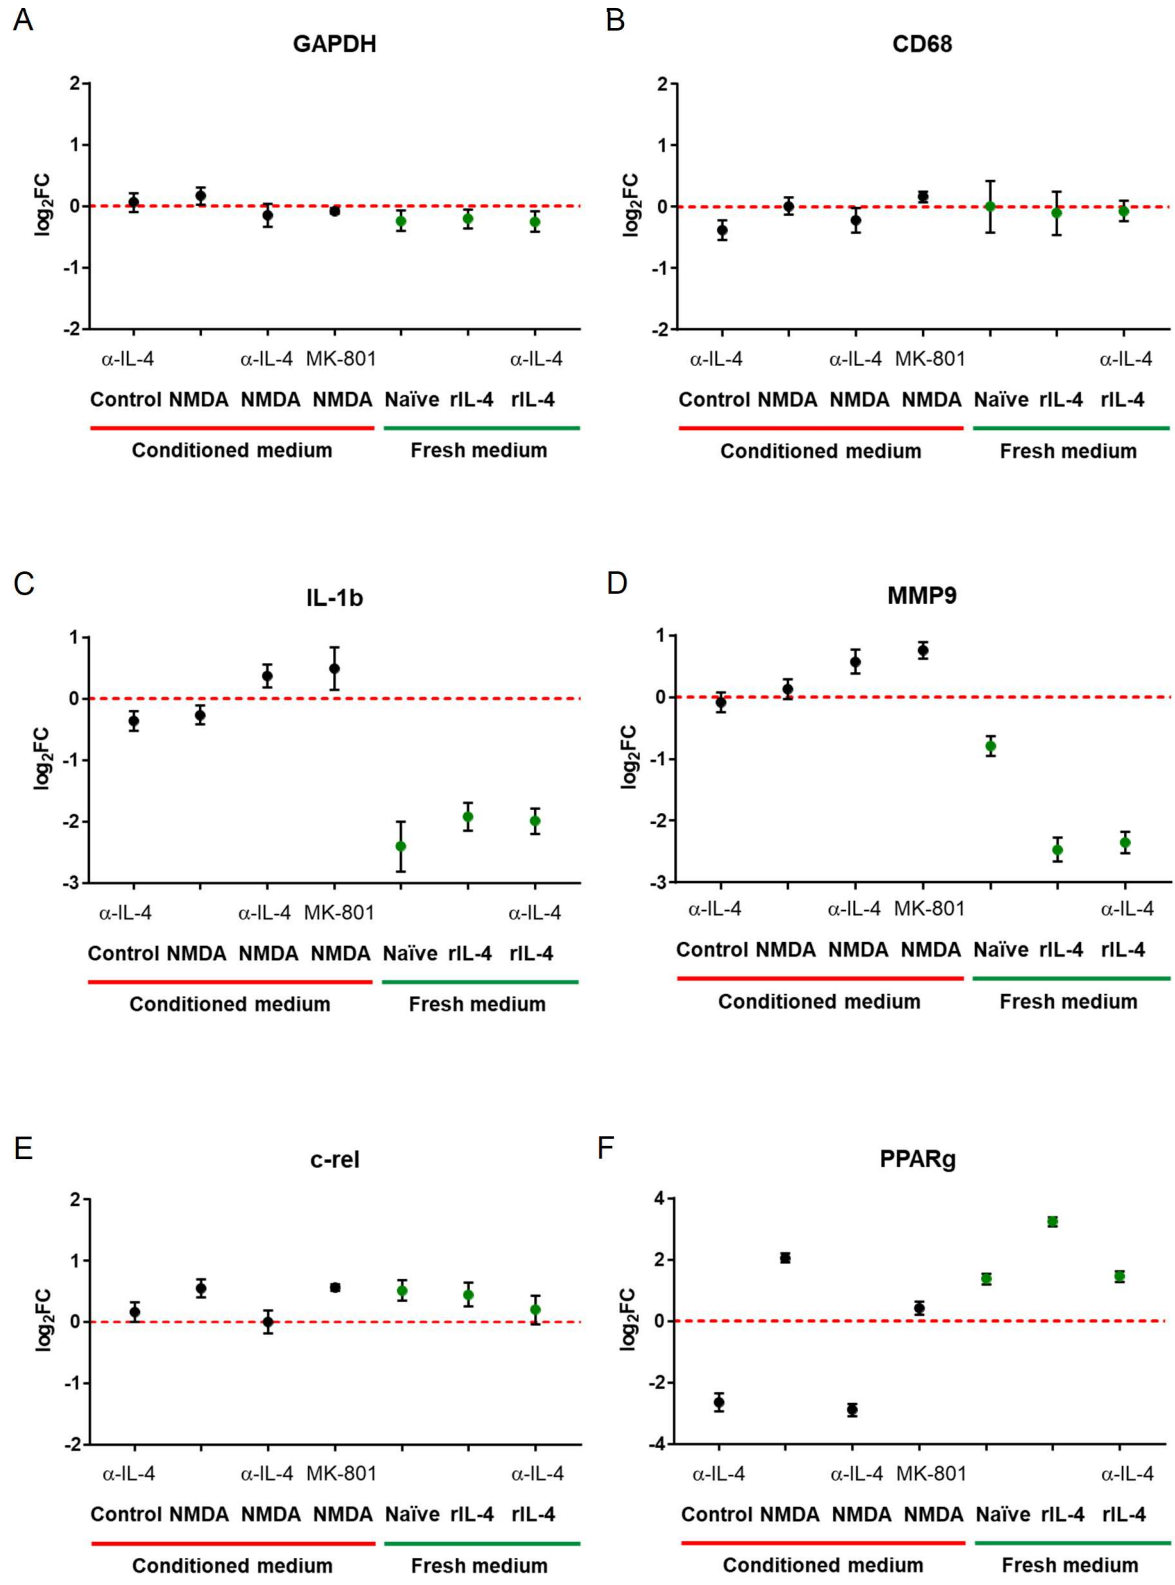 A
B
GAPDH
CD68
2
1
0
-1
-2
log2FC
α-IL-4 α-IL-4 MK-801 α-IL-4
Control NMDA NMDA NMDA Naïve rIL-4 rIL-4
Conditioned medium Fresh medium
2
1
0
-1
-2
log2FC
α-IL-4 α-IL-4 MK-801 α-IL-4
Control NMDA NMDA NMDA Naïve rIL-4 rIL-4
Conditioned medium Fresh medium
C
D
IL-1b
MMP9
1
0
-1
-2
-3
log2FC
α-IL-4 α-IL-4 MK-801 α-IL-4
Control NMDA NMDA NMDA Naïve rIL-4 rIL-4
Conditioned medium Fresh medium
1
0
-1
-2
-3
log2FC
α-IL-4 α-IL-4 MK-801 α-IL-4
Control NMDA NMDA NMDA Naïve rIL-4 rIL-4
Conditioned medium Fresh medium
E
F
c-rel
PPARg
2
1
0
-1
-2
log2FC
α-IL-4 α-IL-4 MK-801 α-IL-4
Control NMDA NMDA NMDA Naïve rIL-4 rIL-4
Conditioned medium Fresh medium
4
2
0
-2
-4
log2FC
α-IL-4 α-IL-4 MK-801 α-IL-4
Control NMDA NMDA NMDA Naïve rIL-4 rIL-4
Conditioned medium Fresh medium